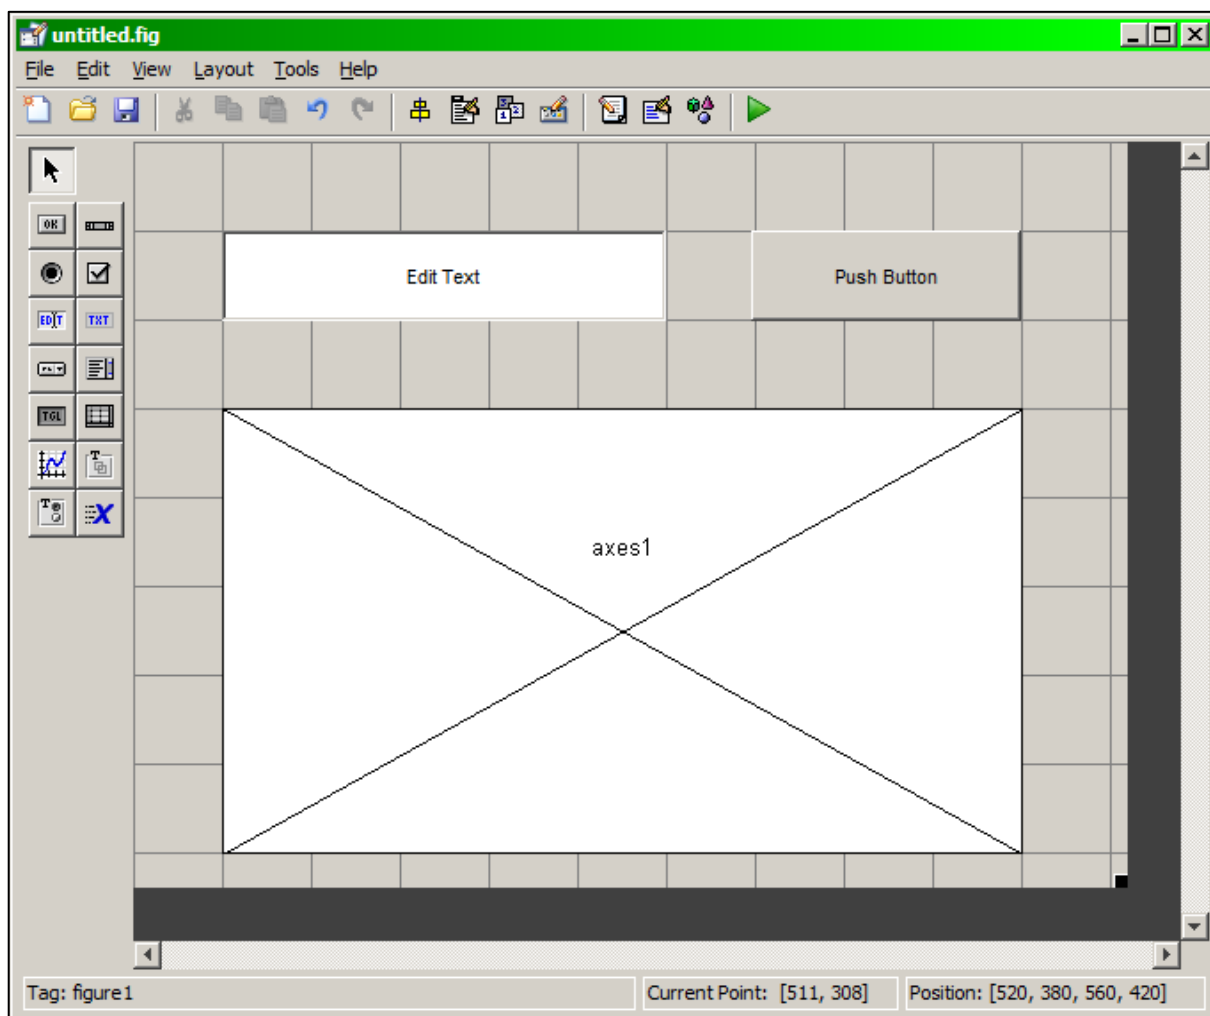 untitled.fig
File Edit View Layout Tools Help
OK
Edit Text
Push Button
EDIT TXT
TGL
axes1
T
T
X
Tag: figure1
Current Point: [511, 308]
Position: [520, 380, 560, 420]